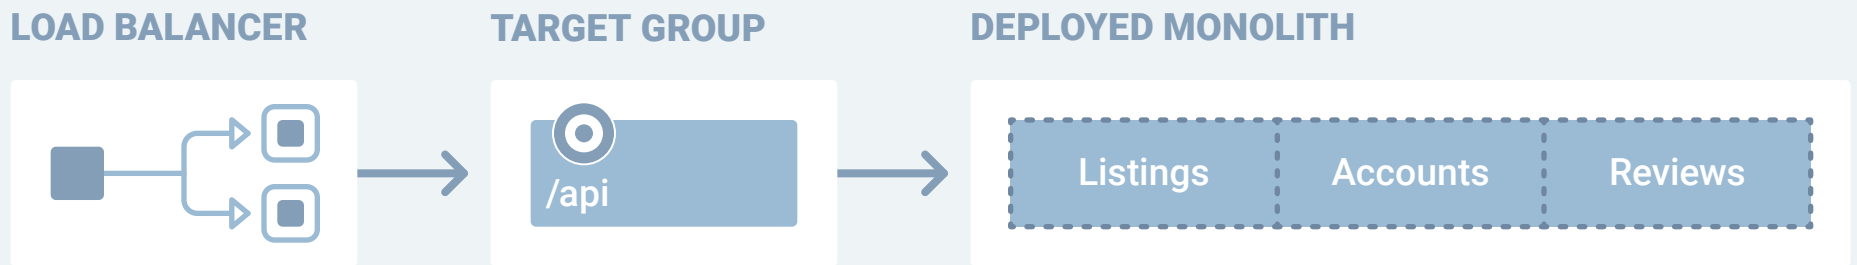 LOAD BALANCER
TARGET GROUP
DEPLOYED MONOLITH
/api
Listings
Accounts
Reviews